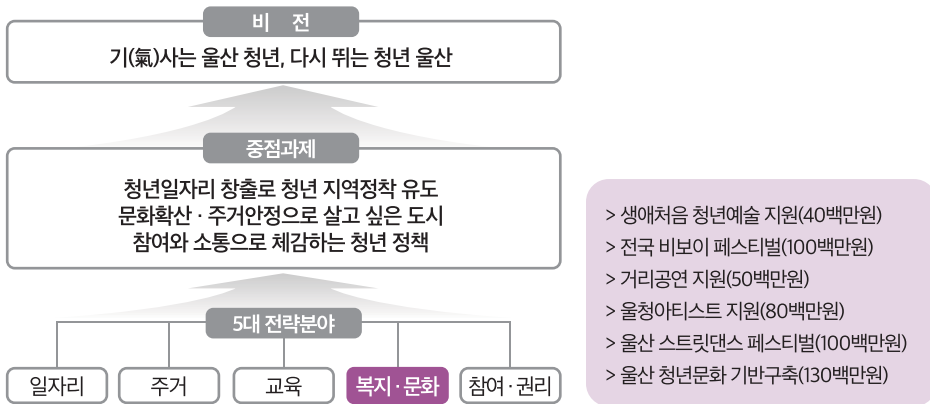 비 전
기(氣)사는 울산 청년, 다시 뛰는 청년 울산
중점과제
청년일자리 창출로 청년 지역정착 유도
문화확산 · 주거안정으로 살고 싶은 도시
참여와 소통으로 체감하는 청년 정책
5대 전략분야
일자리
주거
교육
복지 · 문화
참여 · 권리
> 생애처음 청년예술 지원(40백만원)
> 전국 비보이 페스티벌(100백만원)
> 거리공연 지원(50백만원)
> 울청아티스트 지원(80백만원)
> 울산 스트릿댄스 페스티벌(100백만원)
> 울산 청년문화 기반구축(130백만원)